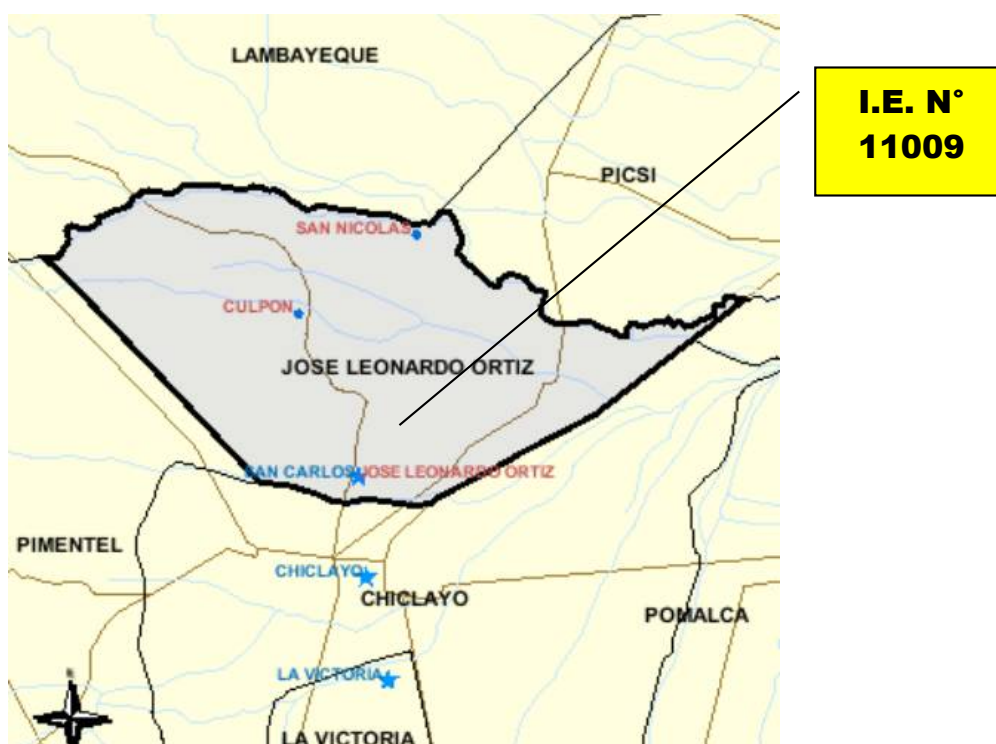 LAMBAYEQUE
I.E. N°
11009
PICSI
SAN NICOLAS
CULPON
JOSE LEONARDO ORTIZ
SAN CARLOS JOSE LEONARDO ORTIZ
PIMENTEL
CHICLAYO
CHICLAYO
POMALCA
LA VICTORIA
LA VICTORIA